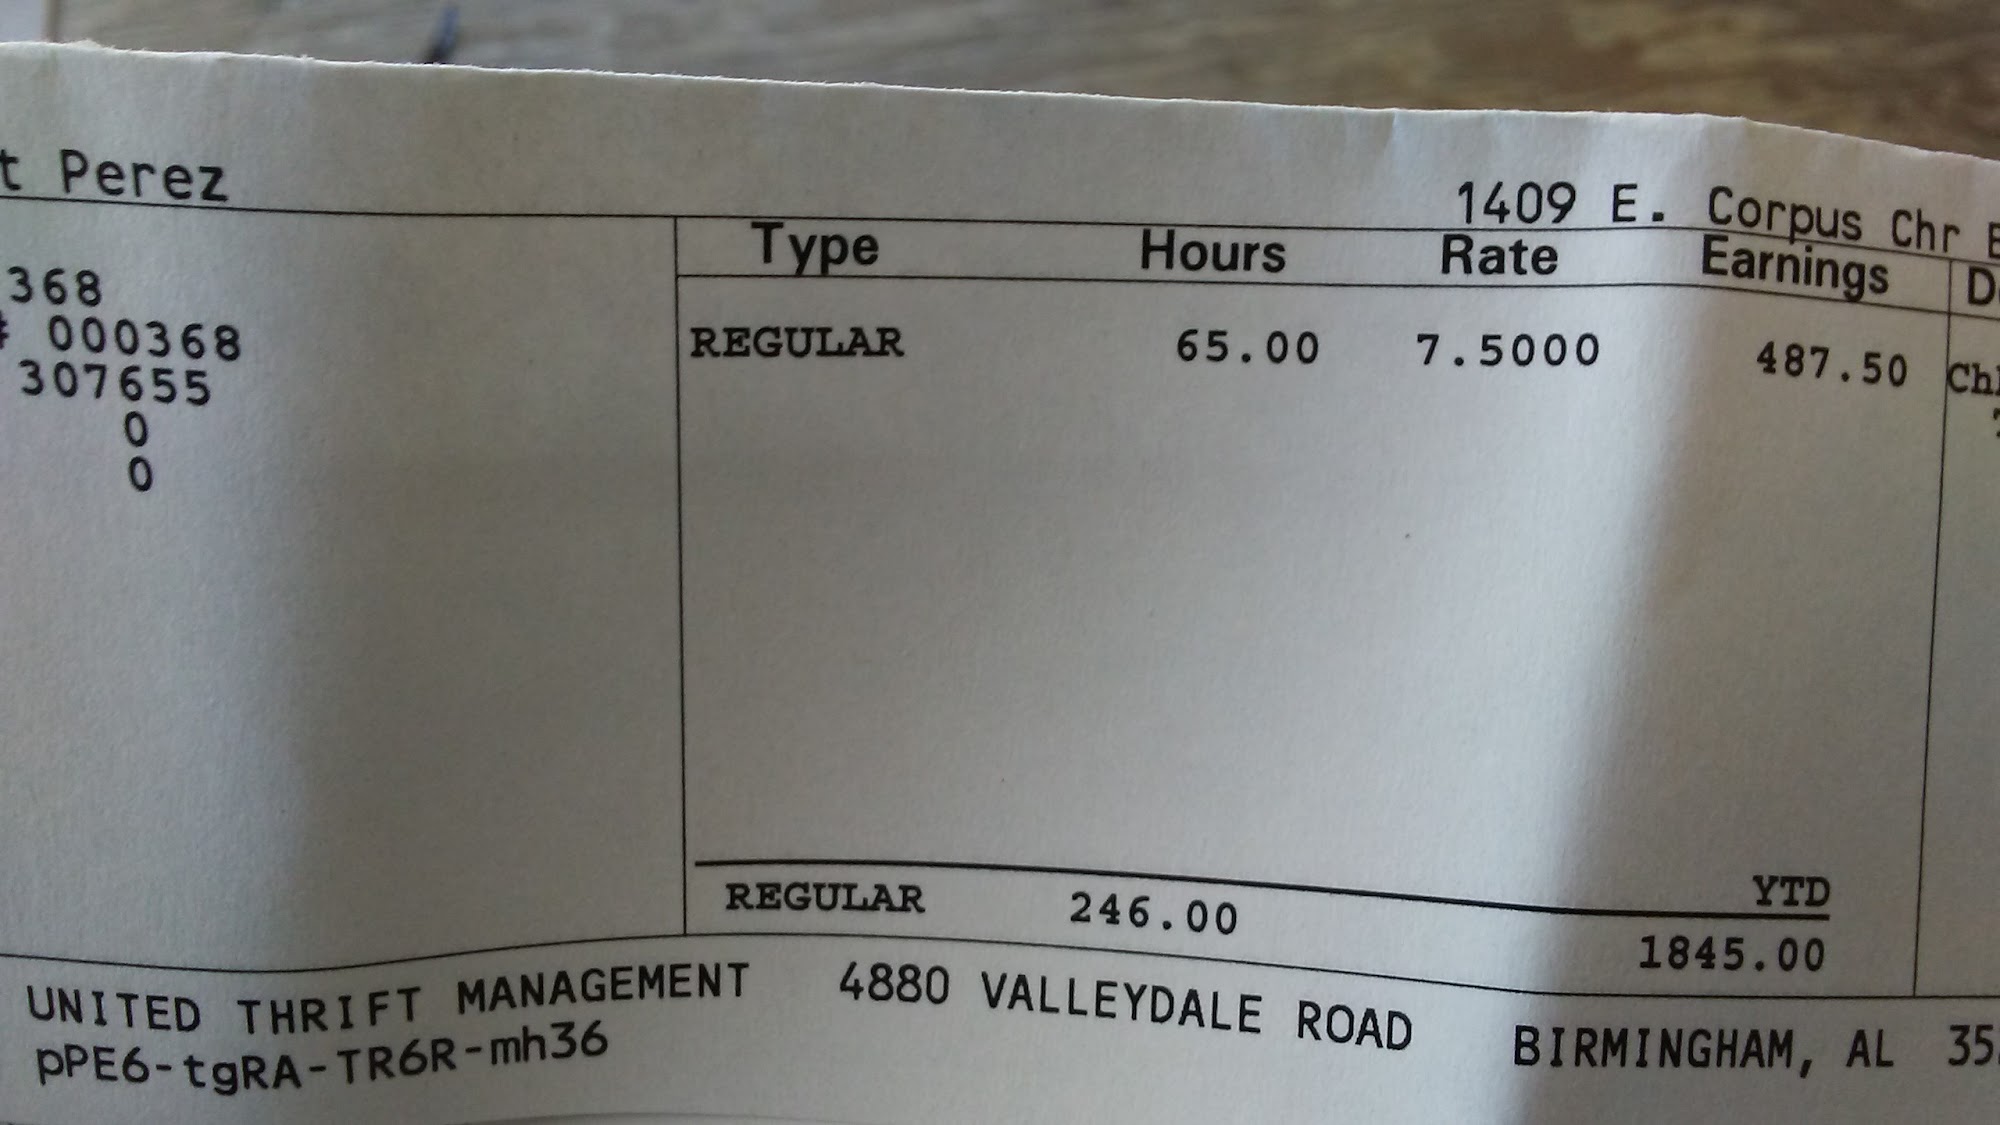 t Perez 1409 E. Corpus Chr
Type Hours Rate Earnings
368
# 000368
307655
0
0
REGULAR 65.00 7.5000 487.50
YTD
REGULAR 246.00 1845.00
UNITED THRIFT MANAGEMENT 4880 VALLEYDALE ROAD BIRMINGHAM, AL 35
pPE6-tgRA-TR6R-mh36